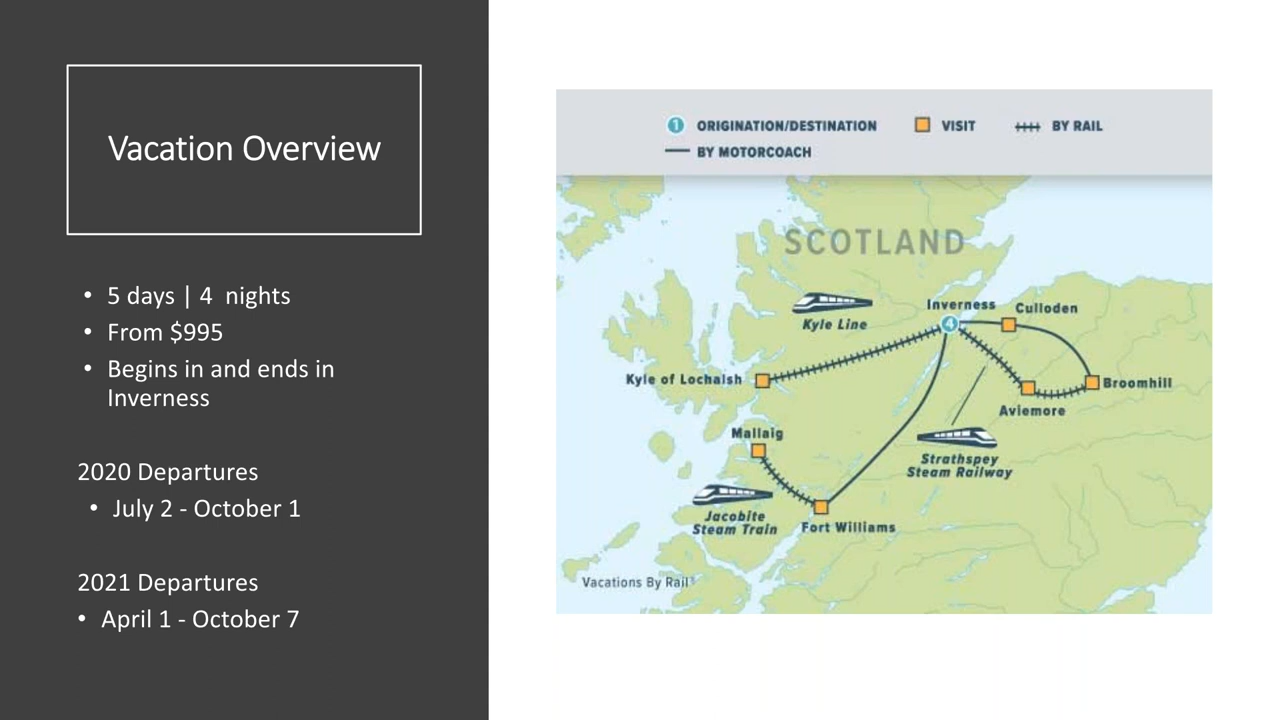 Vacation Overview
• 5 days | 4 nights
• From $995
• Begins in and ends in
Inverness
2020 Departures
• July 2 - October 1
2021 Departures
• April 1 - October 7
1 ORIGINATION/DESTINATION
VISIT
BY RAIL
BY MOTORCOACH
SCOTLAND
Kyle Line
Inverness
4
Culloden
Kyle of Lochalsh
Broomhill
Aviemore
Mallaig
Strathspey
Steam Railway
Jacobite
Steam Train
Fort Williams
Vacations By Rail®